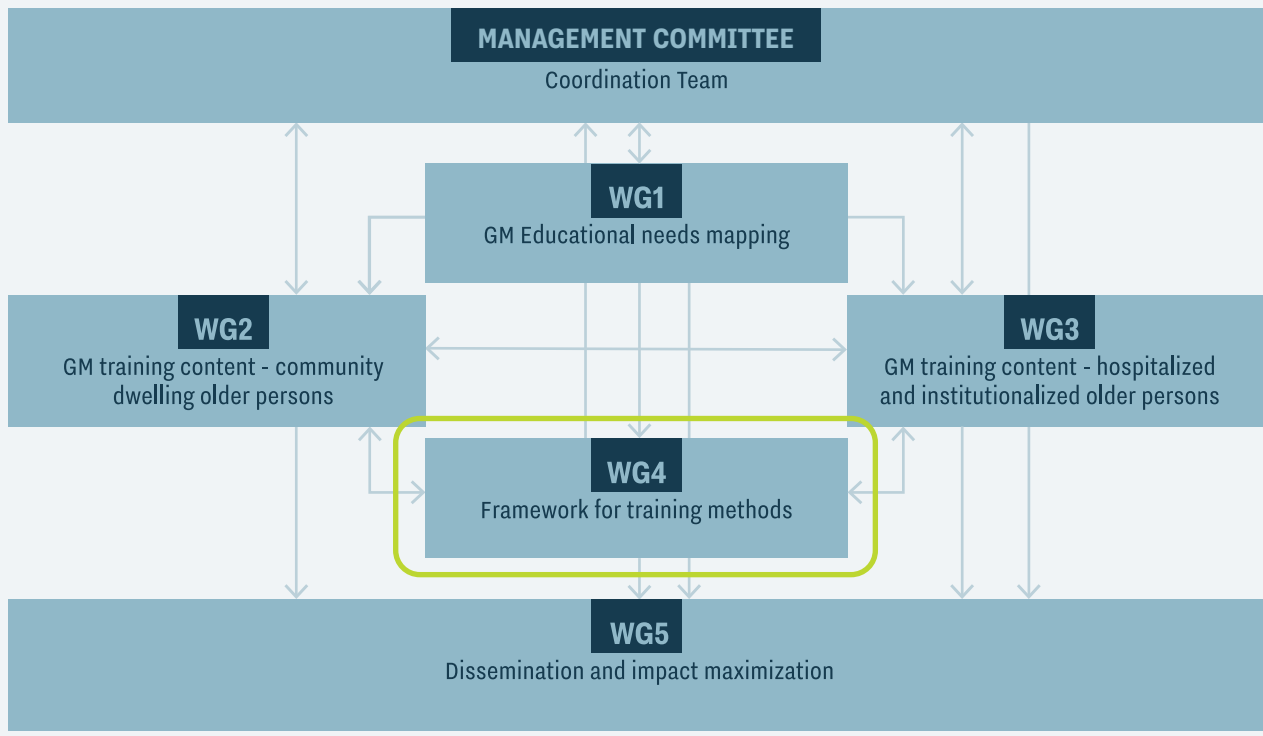 MANAGEMENT COMMITTEE
Coordination Team
WG1
GM Educational needs mapping
WG2
GM training content - community
dwelling older persons
WG3
GM training content - hospitalized
and institutionalized older persons
WG4
Framework for training methods
WG5
Dissemination and impact maximization